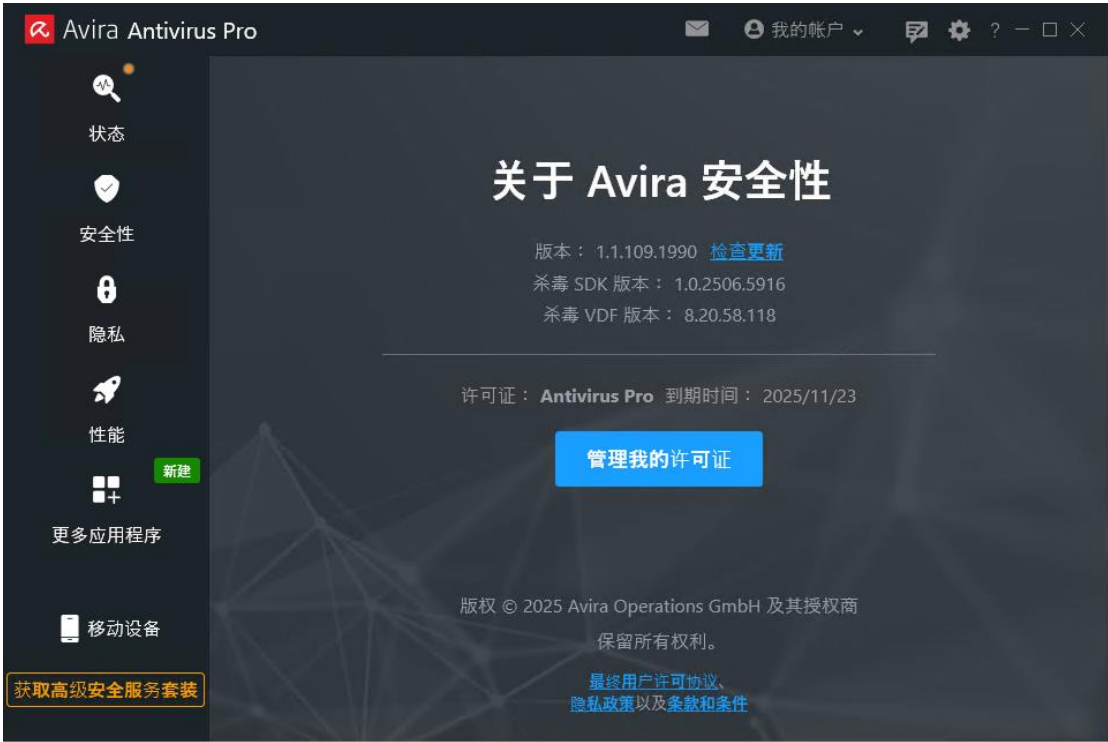 Avira Antivirus Pro
我的帐户
?
状态
安全性
隐私
性能
新建
更多应用程序
移动设备
获取高级安全服务套装
关于 Avira 安全性
版本： 1.1.109.1990 检查更新
杀毒 SDK 版本： 1.0.2506.5916
杀毒 VDF 版本： 8.20.58.118
许可证： Antivirus Pro 到期时间： 2025/11/23
管理我的许可证
版权 © 2025 Avira Operations GmbH 及其授权商
保留所有权利。
最终用户许可协议、
隐私政策以及条款和条件